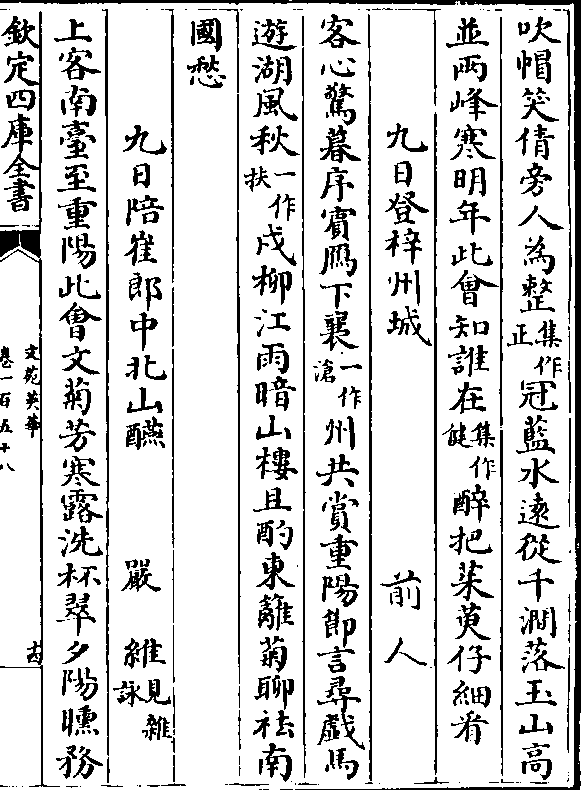 吹帽笑倩旁人為整集作正冠藍水遠從千澗落玉山高
並兩峰寒明年此㑹知誰在集作健醉把茱萸仔細看
九日登梓州城　前人
客心驚暮序賓鴈下襄一作滄州共賞重陽節言尋戲馬
遊湖風秋一作扶戍柳江雨暗山樓且酌東籬菊聊袪南
國愁
九日陪崔郎中北山醼　嚴維見雜詠
上客南臺至重陽此㑹文菊芳寒露洗杯翠夕陽曛務
欽定四庫全書
文苑英華
卷一百五十八
十四